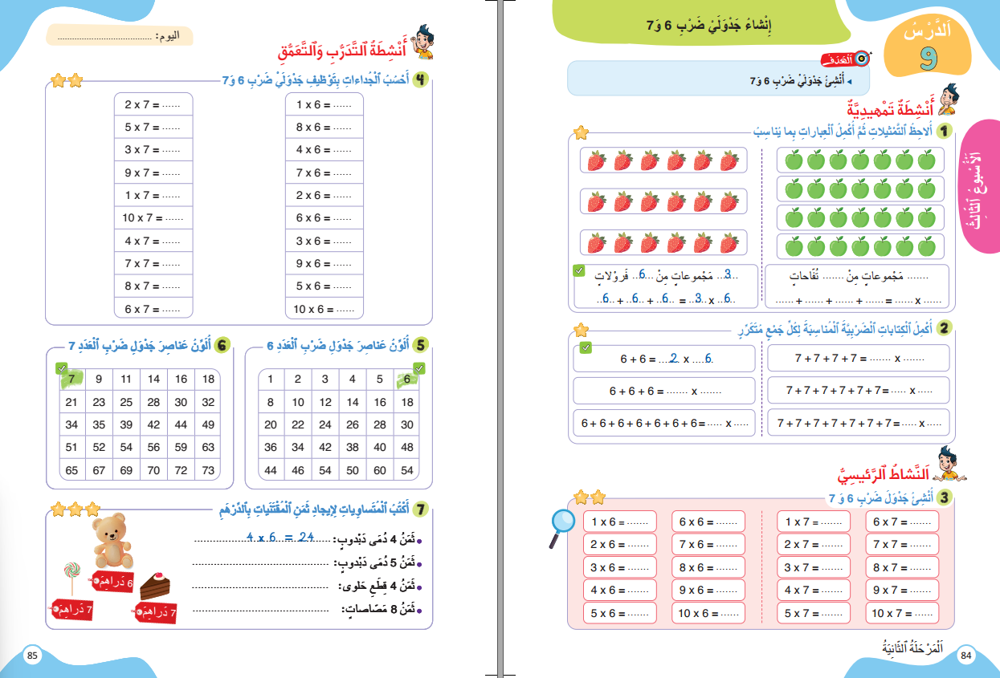 اَلدَّرْسُ
9
إِنْشاءُ جَدْوَلَيْ ضَرْبِ 6 وَ7
اَلْهَدَفُ
أُنْشِئُ جَدْوَلَيْ ضَرْبِ 6 وَ7
اَلْأُسْبوعُ الثّالِثُ
أَنْشِطَةٌ تَمْهيدِيَّةٌ
1 أُلاحِظُ التَّمْثيلاتِ ثُمَّ أُكْمِلُ الْعِباراتِ بِما يُناسِبُ
....... مَجْموعاتٍ مِنْ ....... تُفّاحاتٍ
...... + ...... + ...... + ...... = ...... x ......
..3.. مَجْموعاتٍ مِنْ ..6.. فَرَوْلاتٍ
..6.. + ..6.. + ..6.. = ..3.. x ..6..
2 أُكْمِلُ الْكِتاباتِ الضَّرْبِيَّةَ الْمُناسِبَةَ لِكُلِّ جَمْعٍ مُتَكَرِّرٍ
7 + 7 + 7 + 7 = ....... x .......
7 + 7 + 7 + 7 + 7 + 7 = ..... x .....
7 + 7 + 7 + 7 + 7 + 7 + 7 = ..... x .....
6 + 6 = ....2 x ....6.
6 + 6 + 6 = ....... x .......
6 + 6 + 6 + 6 + 6 + 6 + 6 = ..... x .....
اَلنَّشاطُ الرَّئيسِيُّ
3 أُنْشِئُ جَدْوَلَ ضَرْبِ 6 وَ 7
1 x 6 = ....... 6 x 6 = ....... 1 x 7 = ....... 6 x 7 = .......
2 x 6 = ....... 7 x 6 = ....... 2 x 7 = ....... 7 x 7 = .......
3 x 6 = ....... 8 x 6 = ....... 3 x 7 = ....... 8 x 7 = .......
4 x 6 = ....... 9 x 6 = ....... 4 x 7 = ....... 9 x 7 = .......
5 x 6 = ....... 10 x 6 = ...... 5 x 7 = ....... 10 x 7 = ......
اَلْمَرْحَلَةُ الثّانِيَةُ
84
اليوم: ................................
أَنْشِطَةُ التَّدَرُّبِ وَالتَّعَمُّقِ
4 أَحْسُبُ الْجُداءاتِ بِتَوْظيفِ جَدْوَلَيْ ضَرْبِ 6 وَ7
1 x 6 = ......
8 x 6 = ......
4 x 6 = ......
7 x 6 = ......
2 x 6 = ......
6 x 6 = ......
3 x 6 = ......
9 x 6 = ......
5 x 6 = ......
10 x 6 = ......
2 x 7 = ......
5 x 7 = ......
3 x 7 = ......
9 x 7 = ......
1 x 7 = ......
10 x 7 = ......
4 x 7 = ......
7 x 7 = ......
8 x 7 = ......
6 x 7 = ......
5 أُلَوِّنُ عَناصِرَ جَدْوَلِ ضَرْبِ الْعَدَدِ 6
1 2 3 4 5 6
8 10 12 14 16 18
20 22 24 26 28 30
36 34 42 38 40 48
44 46 54 50 60 54
6 أُلَوِّنُ عَناصِرَ جَدْوَلِ ضَرْبِ الْعَدَدِ 7
7 9 11 14 16 18
21 23 25 28 30 32
34 35 39 42 44 49
51 52 54 56 59 63
65 67 69 70 72 73
7 أَكْتُبُ الْمُتَساوِياتِ لِإيجادِ ثَمَنِ الْمُقْتَنَياتِ بِالدِّرْهَمِ
ثَمَنُ 4 دُمى دَبْدوبٍ: 4 x 6 = 24
ثَمَنُ 5 دُمى دَبْدوبٍ: ................................
ثَمَنُ 4 قِطَعِ حَلْوى: ................................
ثَمَنُ 8 مَصّاصاتٍ: ................................
6 دَراهِمَ
7 دَراهِمَ
7 دَراهِمَ
85